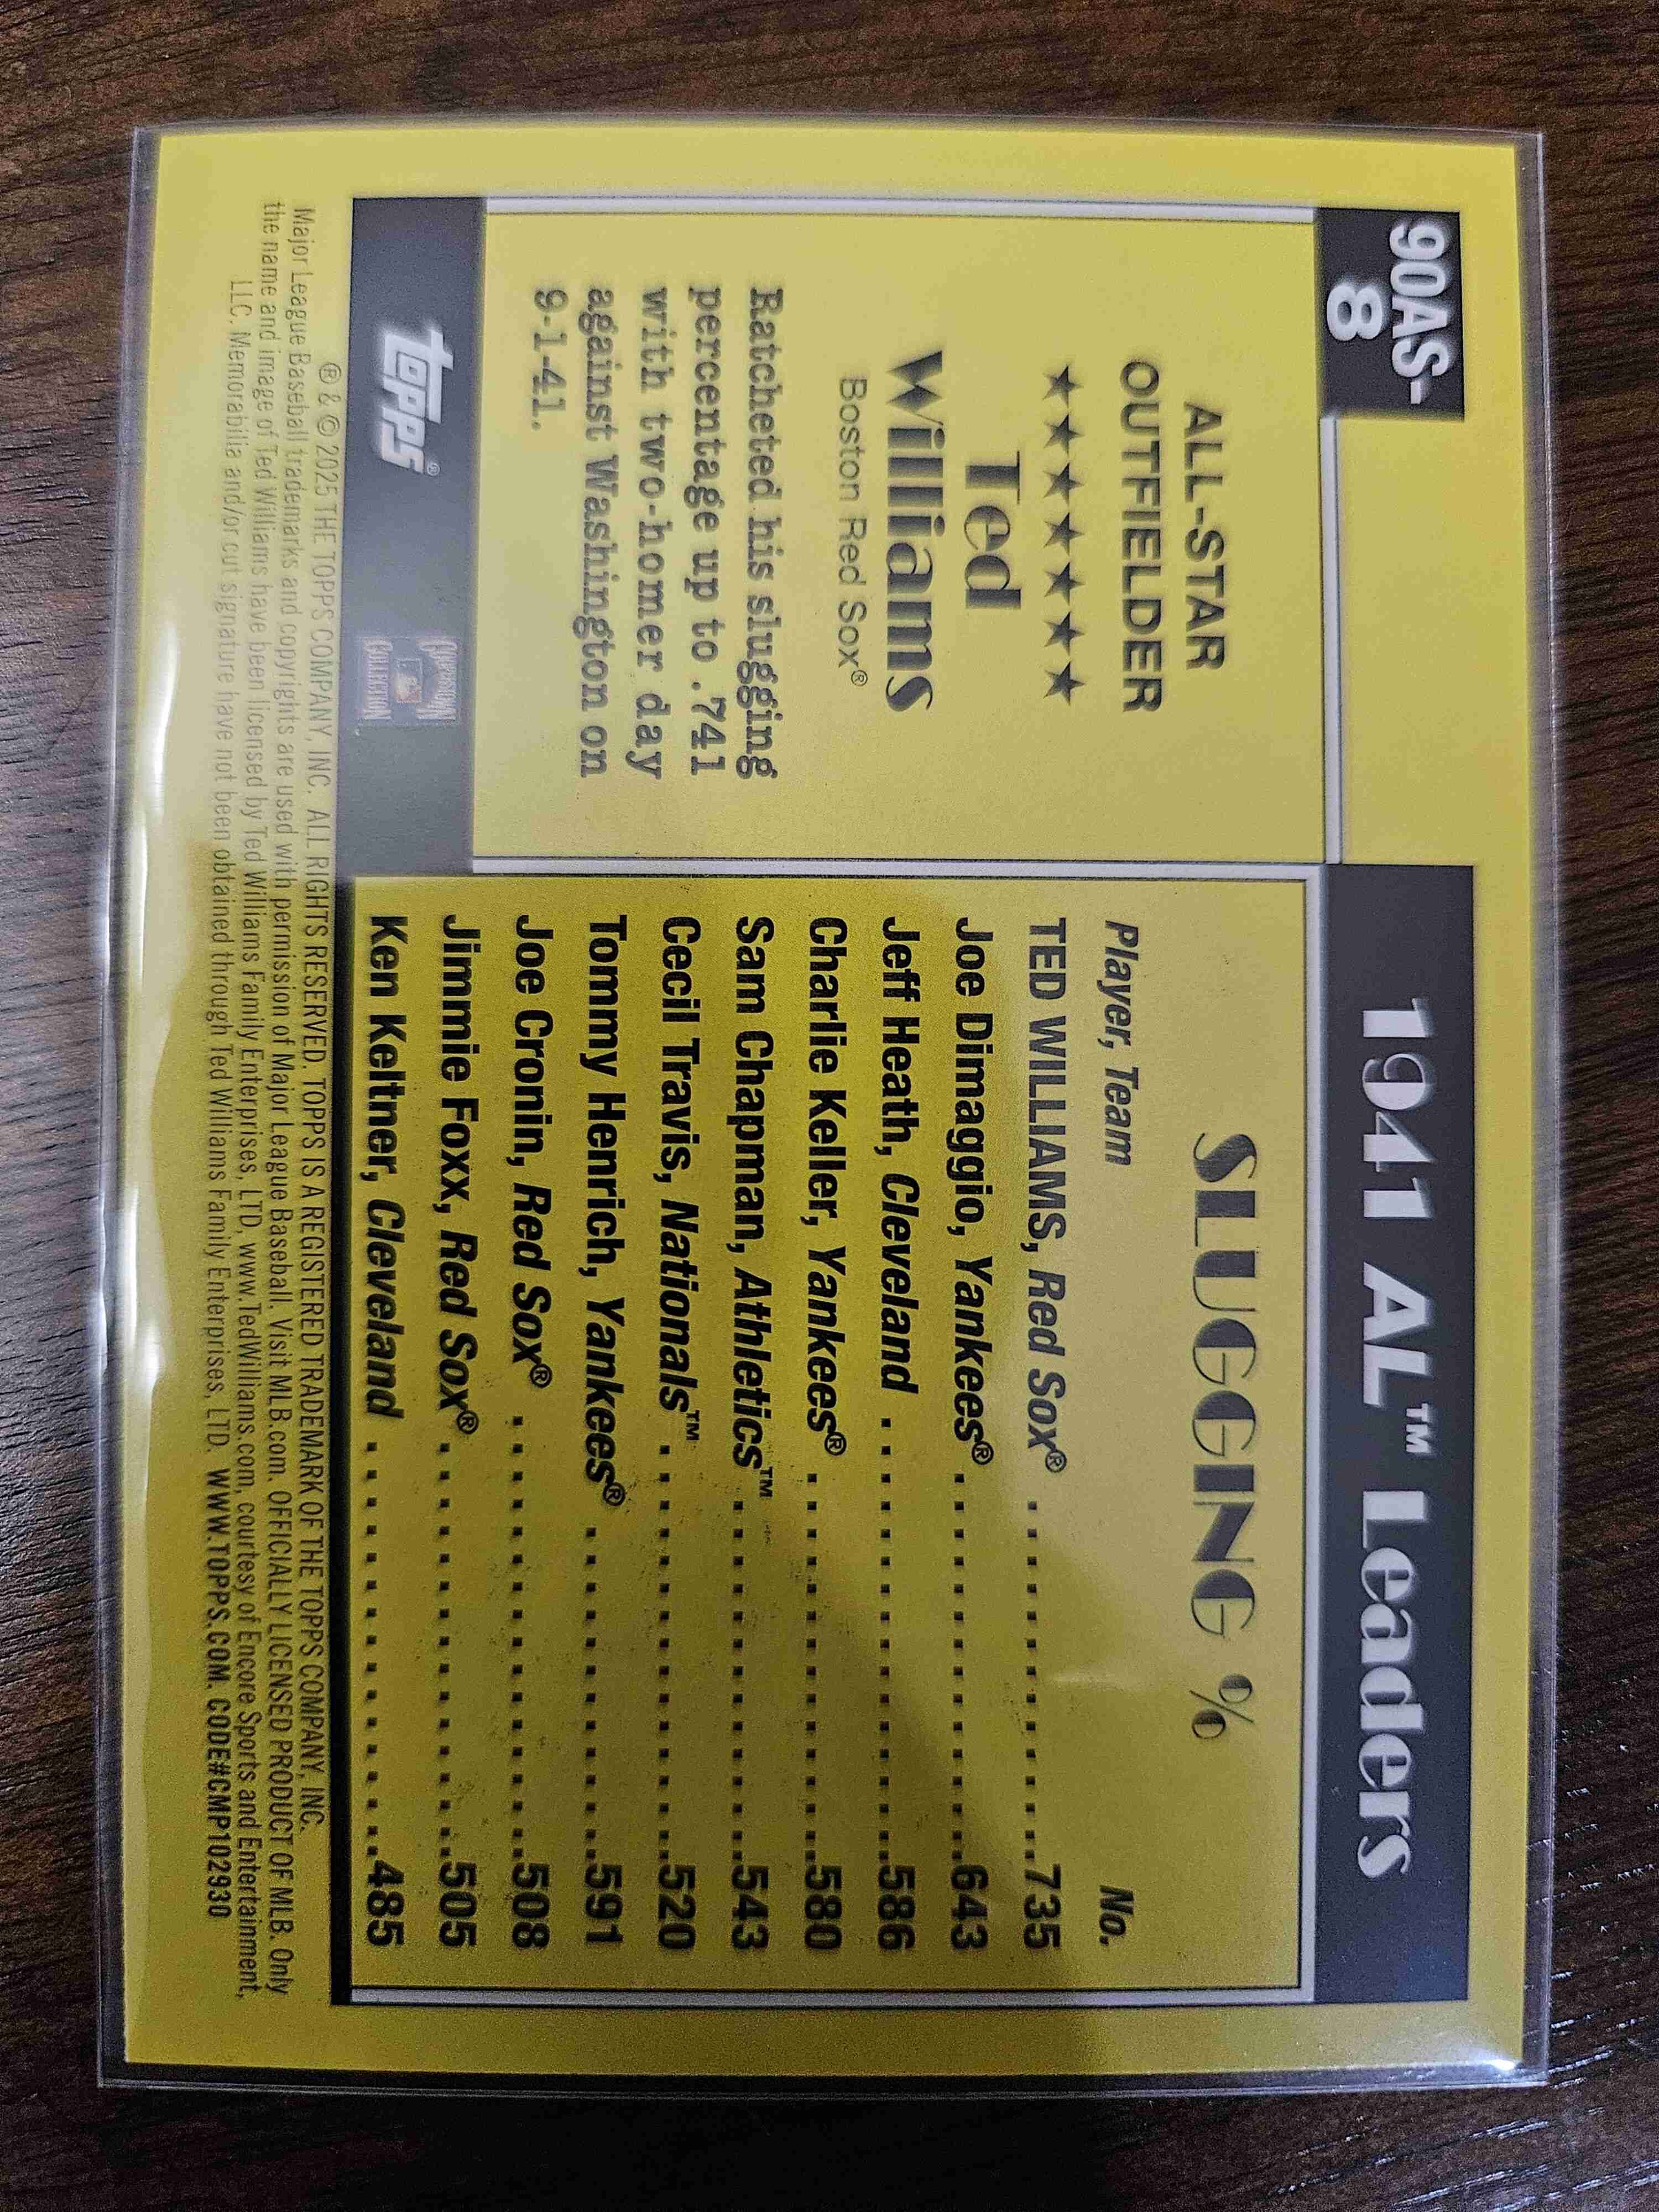 90AS-
8
ALL-STAR
OUTFIELDER
★★★★★★★
Ted
Williams
Boston Red Sox®
Ratcheted his slugging
percentage up to .741
with two-homer day
against Washington on
9-1-41.
topps®
COOPERSTOWN
COLLECTION
1941 AL™ Leaders
SLUGGING %
Player, Team No.
TED WILLIAMS, Red Sox® . . . . . . . . . . . . . . .735
Joe Dimaggio, Yankees® . . . . . . . . . . . . . . . .643
Jeff Heath, Cleveland . . . . . . . . . . . . . . . . . .586
Charlie Keller, Yankees® . . . . . . . . . . . . . . . .580
Sam Chapman, Athletics™ . . . . . . . . . . . . . . .543
Cecil Travis, Nationals™ . . . . . . . . . . . . . . . . .520
Tommy Henrich, Yankees® . . . . . . . . . . . . . . .591
Joe Cronin, Red Sox® . . . . . . . . . . . . . . . . . .508
Jimmie Foxx, Red Sox® . . . . . . . . . . . . . . . . .505
Ken Keltner, Cleveland . . . . . . . . . . . . . . . . .485
® & © 2025 THE TOPPS COMPANY, INC. ALL RIGHTS RESERVED. TOPPS IS A REGISTERED TRADEMARK OF THE TOPPS COMPANY, INC.
Major League Baseball trademarks and copyrights are used with permission of Major League Baseball. Visit MLB.com. OFFICIALLY LICENSED PRODUCT OF MLB. Only
the name and image of Ted Williams have been licensed by Ted Williams Family Enterprises, LTD, www.TedWilliams.com, courtesy of Encore Sports and Entertainment,
LLC. Memorabilia and/or cut signature have not been obtained through Ted Williams Family Enterprises, LTD. WWW.TOPPS.COM. CODE#CMP102930